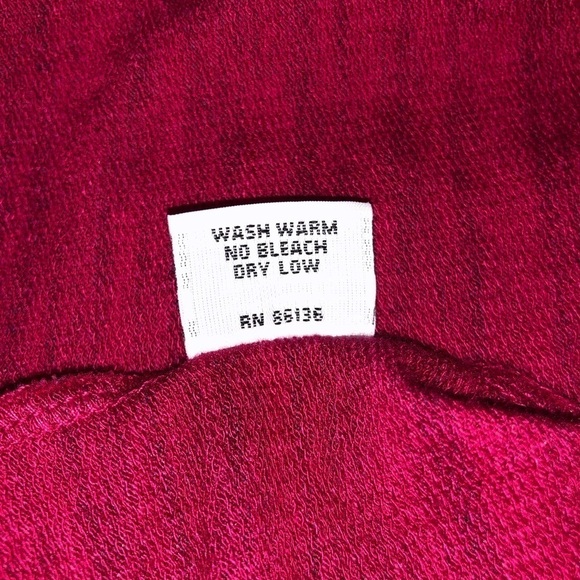 WASH WARM
NO BLEACH
DRY LOW
RN 86136